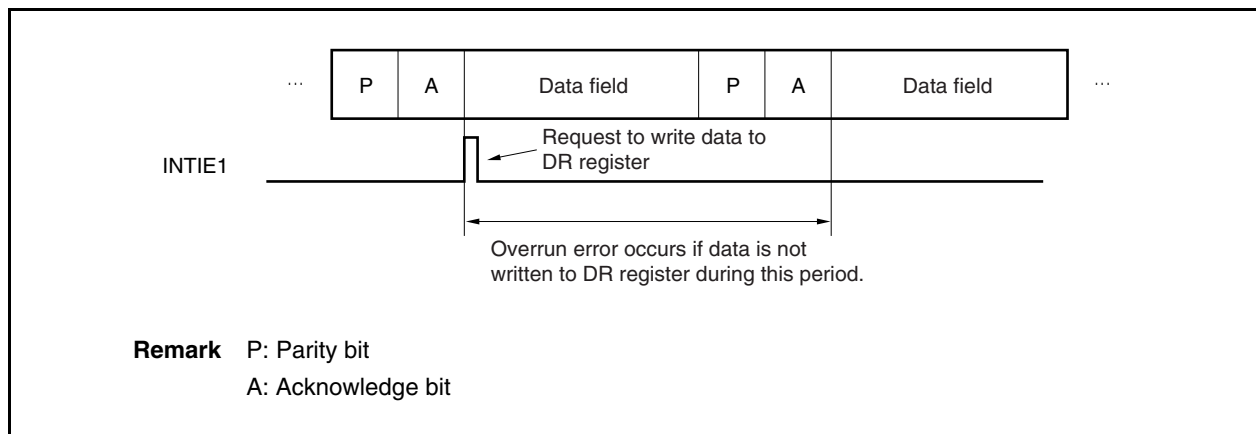 … P A Data field P A Data field …
INTIE1
Request to write data to
DR register
Overrun error occurs if data is not
written to DR register during this period.
Remark P: Parity bit
A: Acknowledge bit